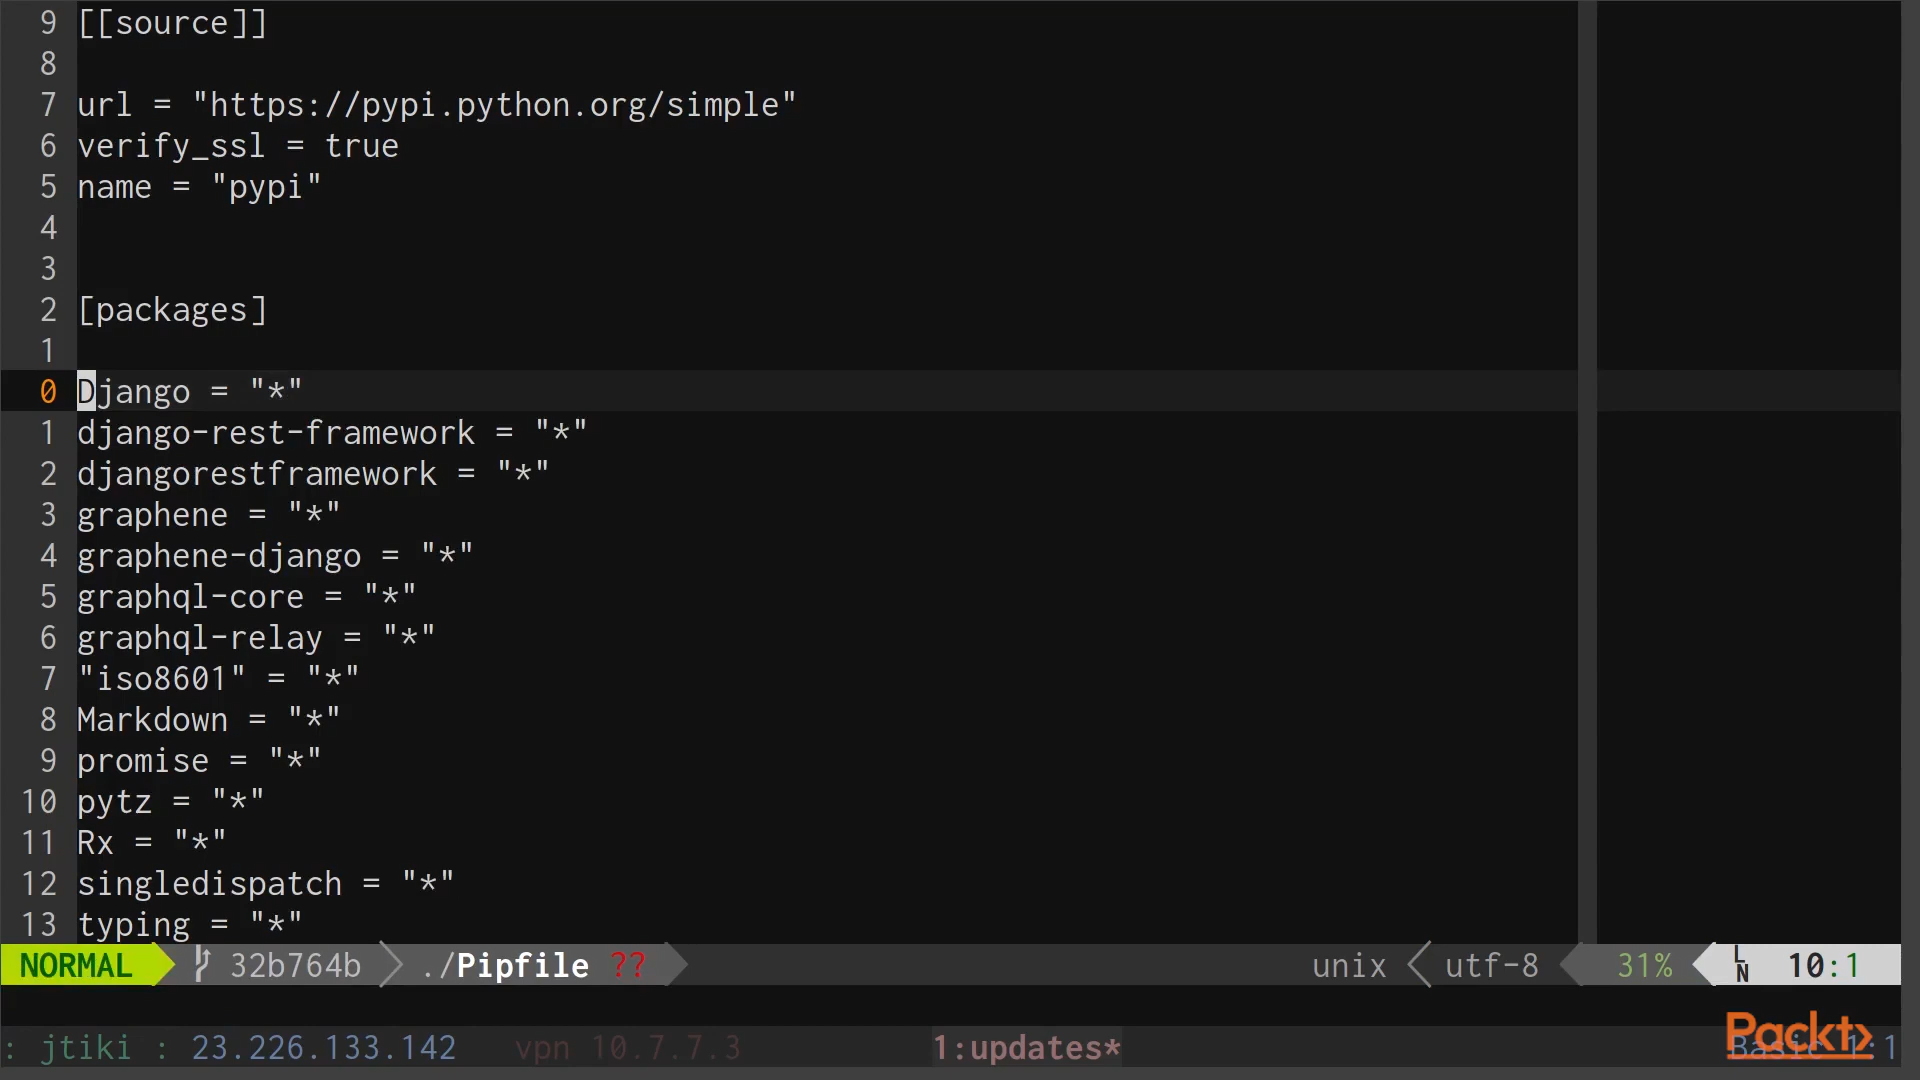 9 [[source]]
8
7 url = "https://pypi.python.org/simple"
6 verify_ssl = true
5 name = "pypi"
4
3
2 [packages]
1
0 Django = "*"
1 django-rest-framework = "*"
2 djangorestframework = "*"
3 graphene = "*"
4 graphene-django = "*"
5 graphql-core = "*"
6 graphql-relay = "*"
7 "iso8601" = "*"
8 Markdown = "*"
9 promise = "*"
10 pytz = "*"
11 Rx = "*"
12 singledispatch = "*"
13 typing = "*"
NORMAL 32b764b ./Pipfile ?? unix utf-8 31% LN 10:1
: jtiki : 23.226.133.142 vpn 10.7.7.3 1:updates* Basic 1:1
Packt>